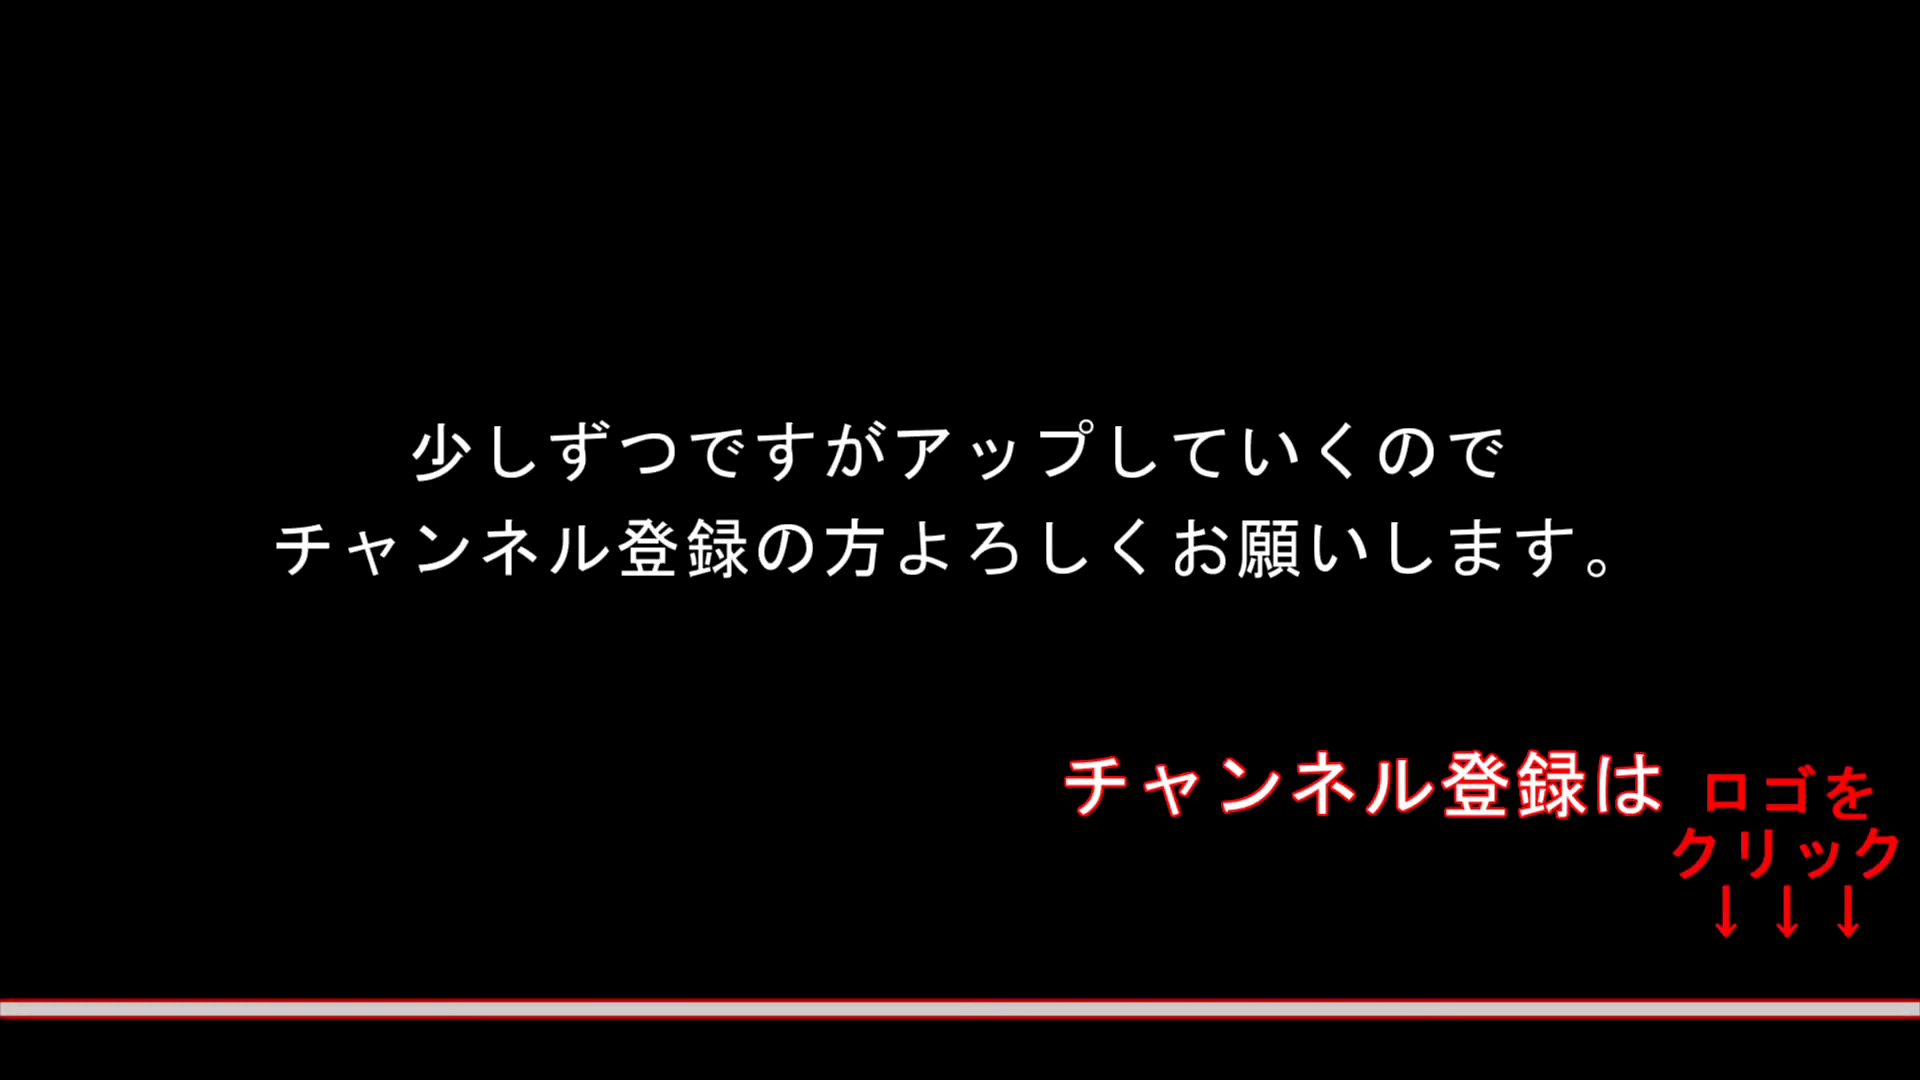 少しずつですがアップしていくので
チャンネル登録の方よろしくお願いします。
チャンネル登録は
ロゴを
クリック
↓↓↓